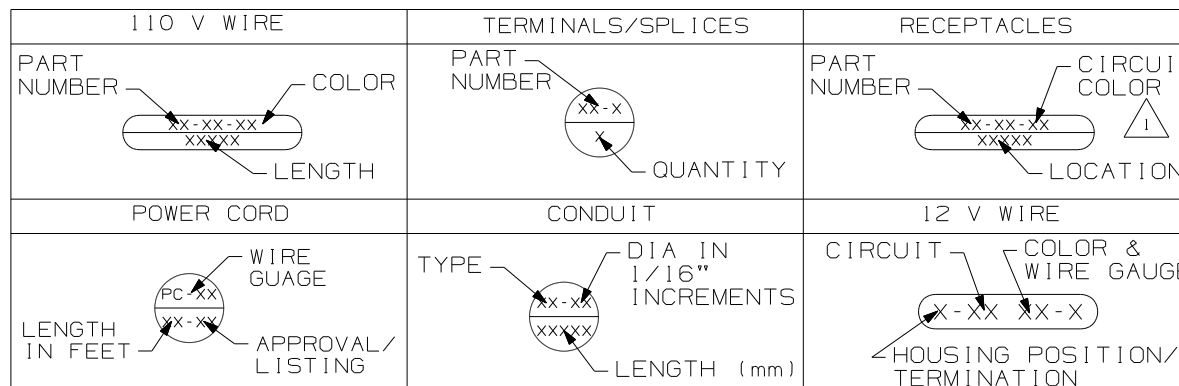 110 V WIRE
PART
NUMBER
COLOR
XX-XX-XX
XXXXX
LENGTH
TERMINALS/SPLICES
PART
NUMBER
XX-X
X
QUANTITY
RECEPTACLES
PART
NUMBER
CIRCUI
COLOR
1
XX-XX-XX
XXXXX
LOCATION
POWER CORD
WIRE
GUAGE
PC-XX
XX-XX
LENGTH
IN FEET
APPROVAL/
LISTING
CONDUIT
TYPE
DIA IN
1/16"
INCREMENTS
XX-XX
XXXXX
LENGTH (mm)
12 V WIRE
CIRCUIT
COLOR &
WIRE GAUGE
X-XX XX-X
HOUSING POSITION/
TERMINATION